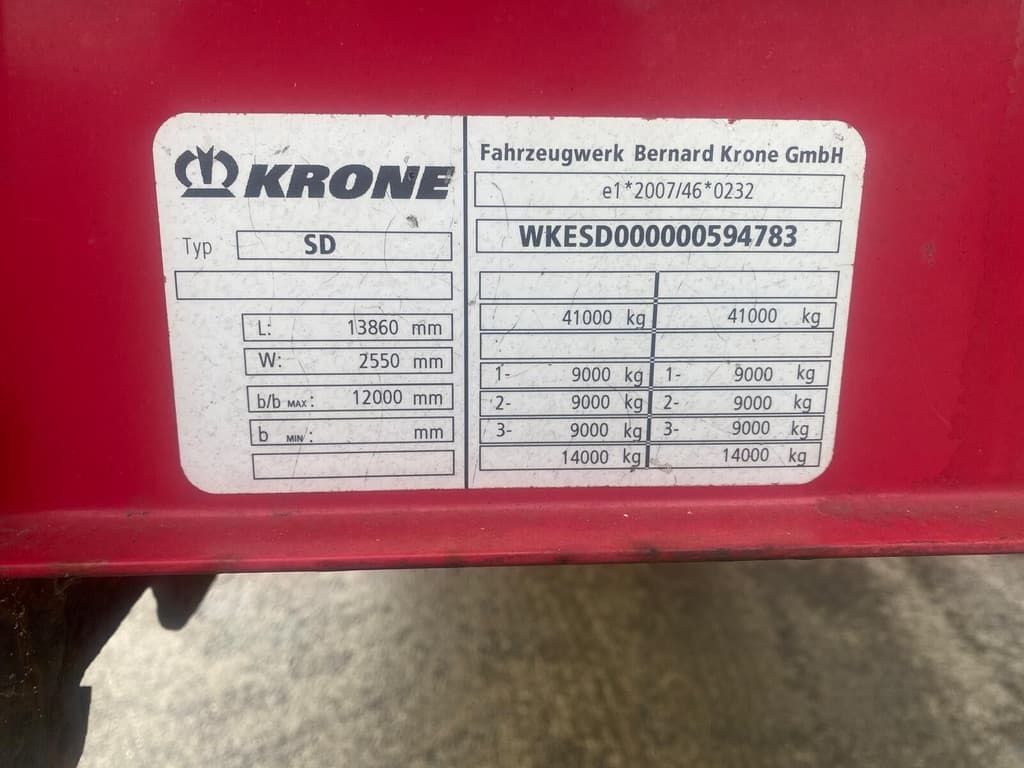 KRONE
Typ SD
L: 13860 mm
W: 2550 mm
b/b MAX: 12000 mm
b MIN: mm
Fahrzeugwerk Bernard Krone GmbH
e1*2007/46*0232
WKESD000000594783
41000 kg 41000 kg
1- 9000 kg 1- 9000 kg
2- 9000 kg 2- 9000 kg
3- 9000 kg 3- 9000 kg
14000 kg 14000 kg